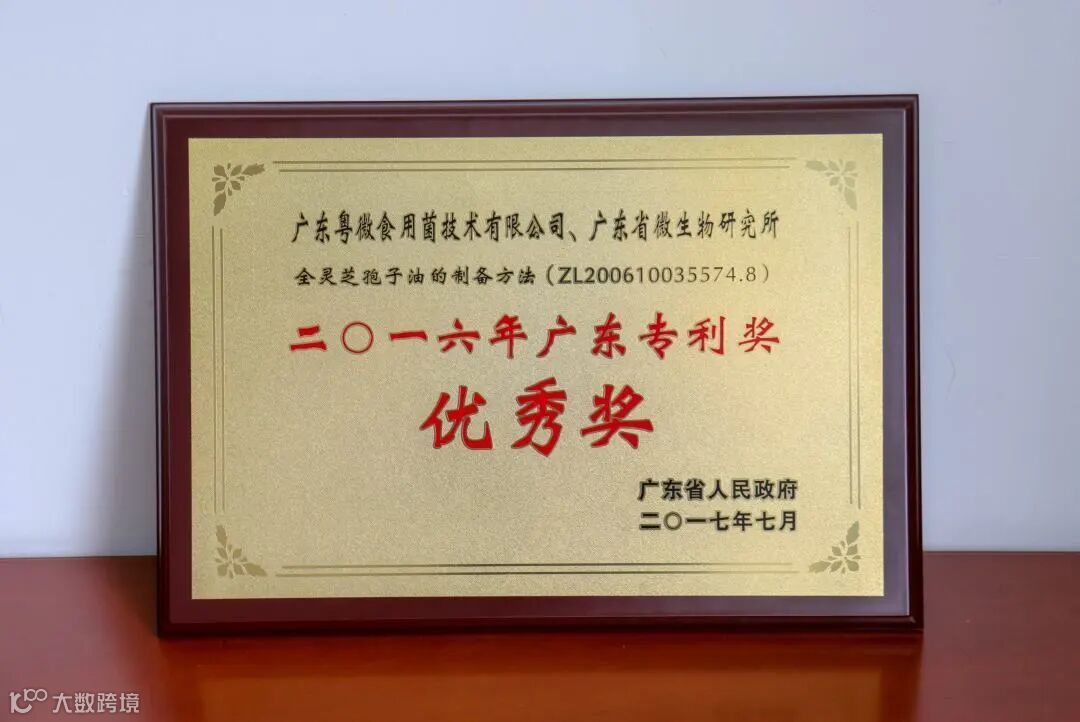 广东粤微食用菌技术有限公司、广东省微生物研究所
全灵芝孢子油的制备方法（ZL200610035574.8）
二〇一六年广东专利奖
优秀奖
广东省人民政府
二〇一七年七月
大数跨境